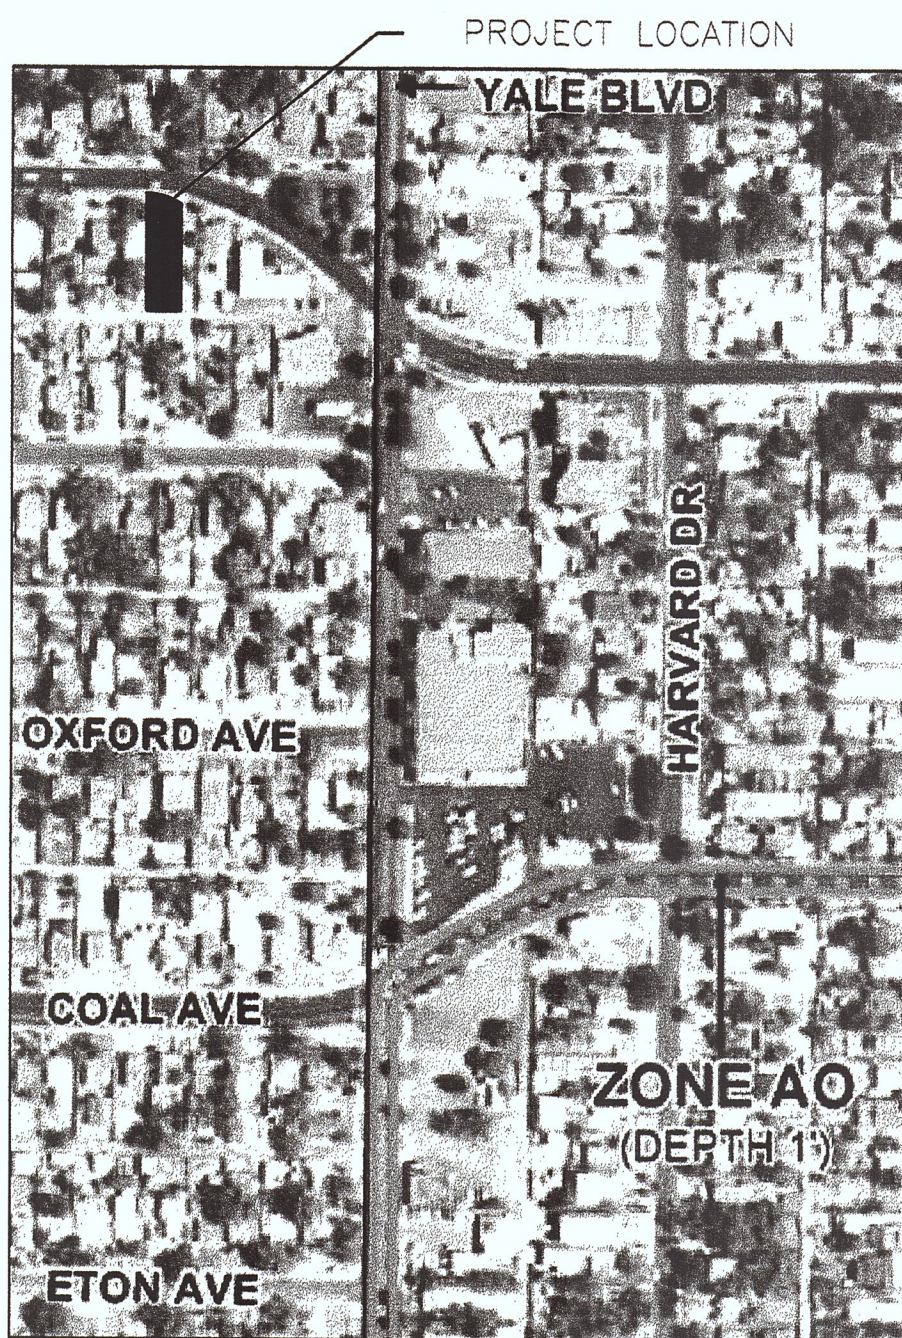 PROJECT LOCATION
YALE BLVD
HARVARD DR
OXFORD AVE
COAL AVE
ZONE AO
(DEPTH 1')
ETON AVE